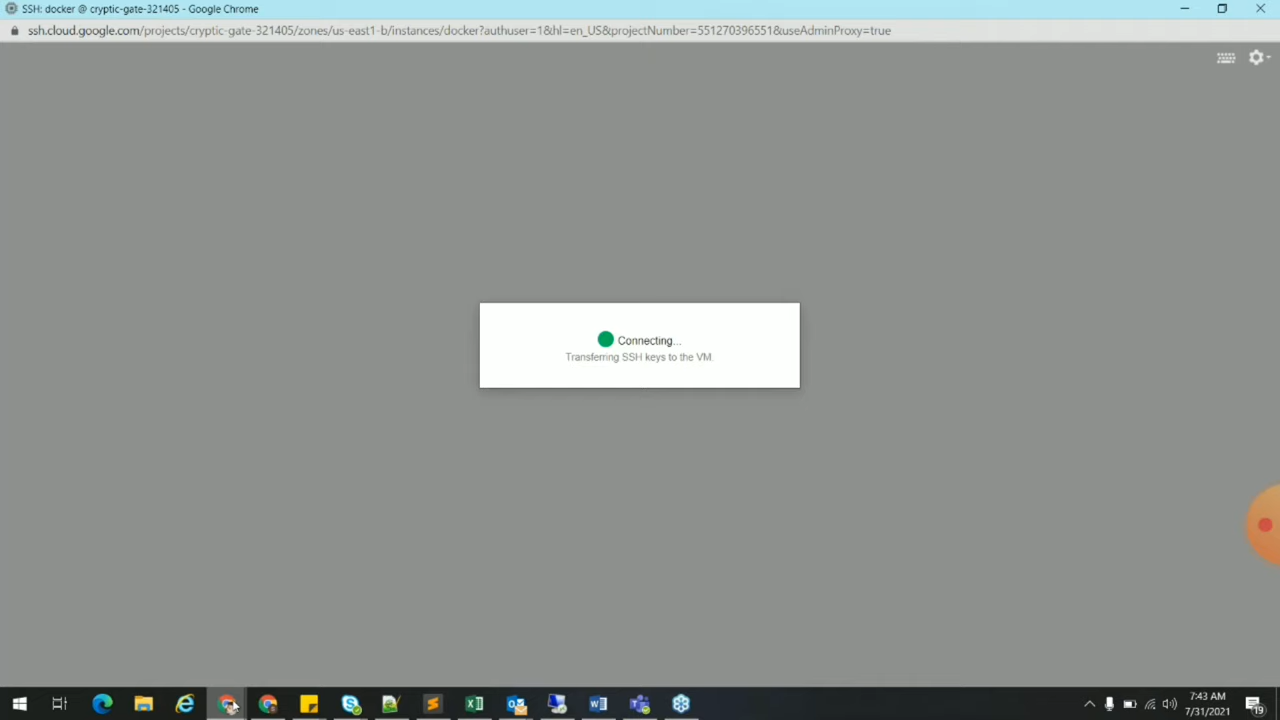 SSH: docker @ cryptic-gate-321405 - Google Chrome
ssh.cloud.google.com/projects/cryptic-gate-321405/zones/us-east1-b/instances/docker?authuser=1&hl=en_US&projectNumber=551270396551&useAdminProxy=true
Connecting...
Transferring SSH keys to the VM.
7:43 AM
7/31/2021
19